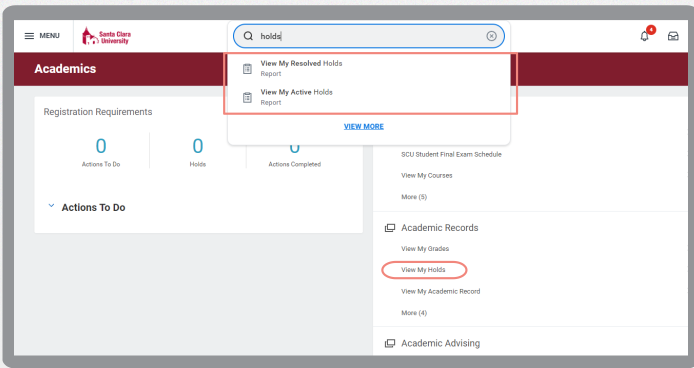 MENU
Santa Clara
University
holds
4
Academics
View My Resolved Holds
Report
View My Active Holds
Report
VIEW MORE
Registration Requirements
0
Actions To Do
0
Holds
0
Actions Completed
Actions To Do
SCU Student Final Exam Schedule
View My Courses
More (5)
Academic Records
View My Grades
View My Holds
View My Academic Record
More (4)
Academic Advising